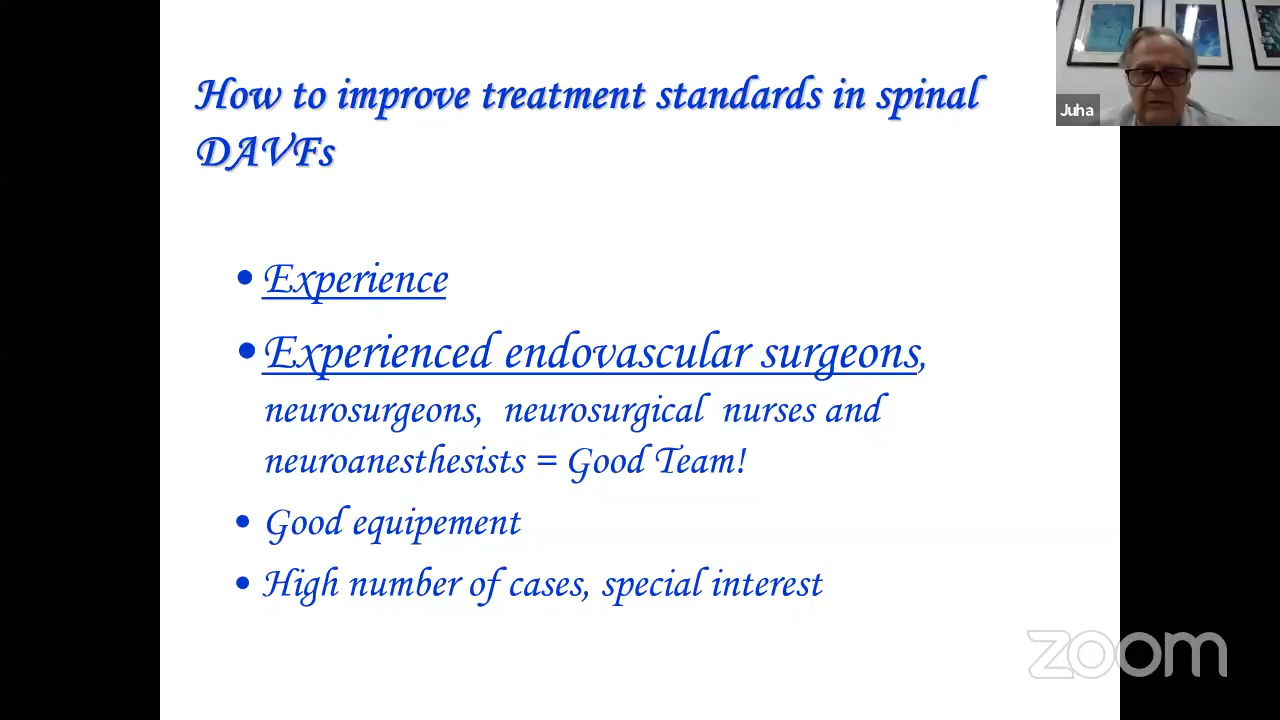 How to improve treatment standards in spinal
DAVFs
• Experience
• Experienced endovascular surgeons,
neurosurgeons, neurosurgical nurses and
neuroanesthesists = Good Team!
• Good equipement
• High number of cases, special interest
Juha
zoom